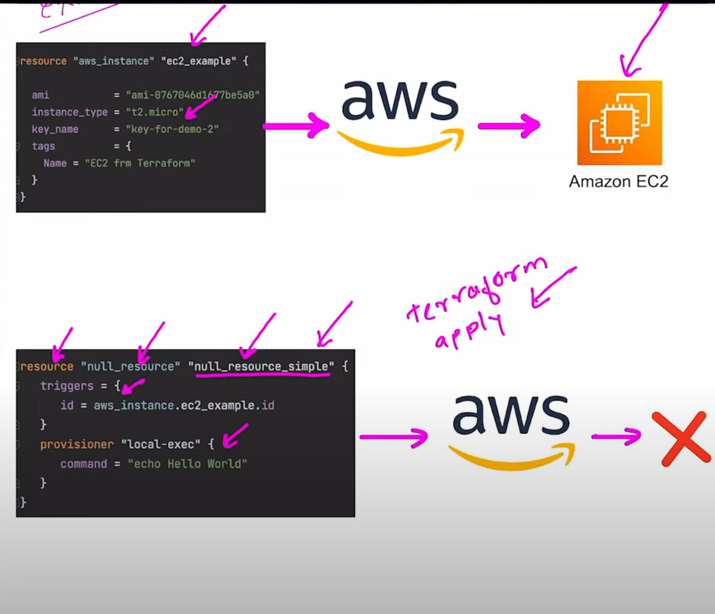 resource "aws_instance" "ec2_example" {
ami = "ami-0767046d1677be5a0"
instance_type = "t2.micro"
key_name = "key-for-demo-2"
tags = {
Name = "EC2 frm Terraform"
}
}
aws
Amazon EC2
terraform
apply
resource "null_resource" "null_resource_simple" {
triggers = {
id = aws_instance.ec2_example.id
}
provisioner "local-exec" {
command = "echo Hello World"
}
}
aws